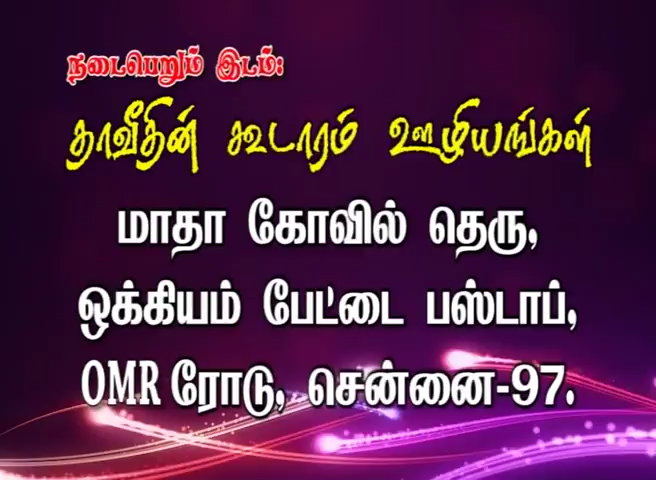 நடைபெறும் இடம்:
தாவீதின் கூடாரம் ஊழியங்கள்
மாதா கோவில் தெரு,
ஒக்கியம் பேட்டை பஸ்டாப்,
OMR ரோடு, சென்னை-97.